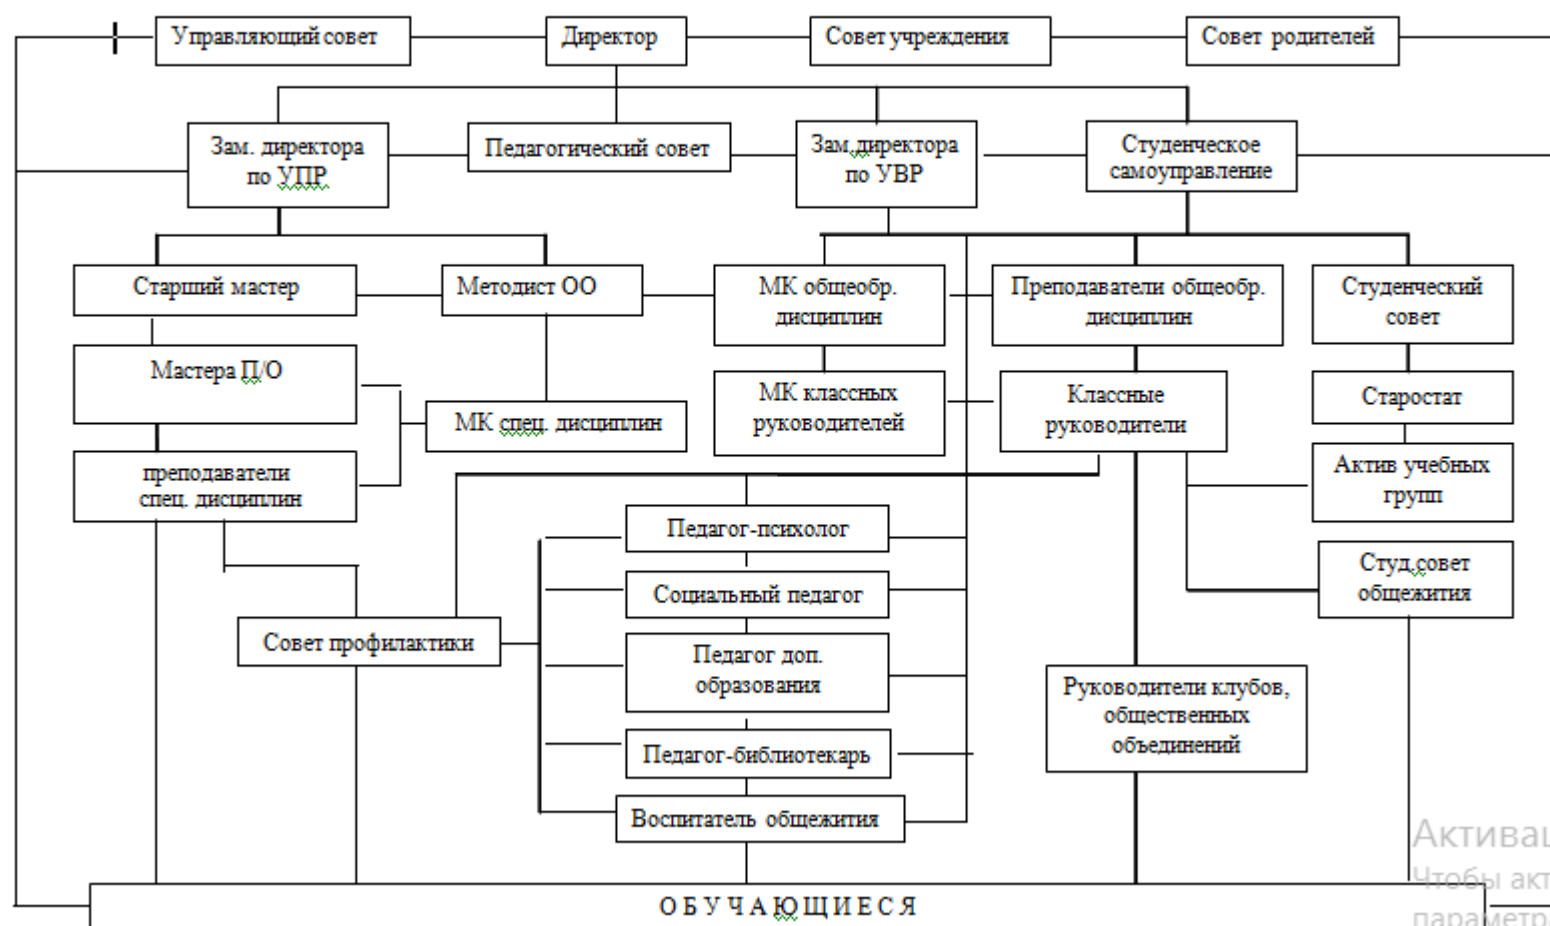 Управляющий совет
Директор
Совет учреждения
Совет родителей
Зам. директора
по УПР
Педагогический совет
Зам.директора
по УВР
Студенческое
самоуправление
Старший мастер
Методист ОО
МК общеобр.
дисциплин
Преподаватели общеобр.
дисциплин
Студенческий
совет
Мастера П/О
МК спец. дисциплин
МК классных
руководителей
Классные
руководители
Старостат
преподаватели
спец. дисциплин
Актив учебных
групп
Педагог-психолог
Студ.совет
общежития
Социальный педагог
Совет профилактики
Педагог доп.
образования
Руководители клубов,
общественных
объединений
Педагог-библиотекарь
Воспитатель общежития
О Б У Ч А Ю Щ И Е С Я
Чтобы